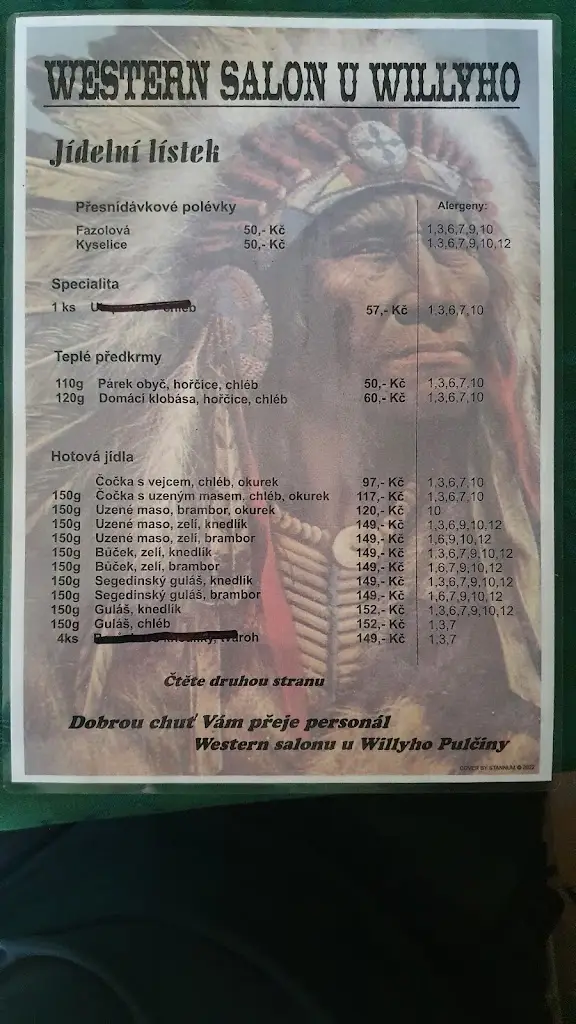 WESTERN SALON U WILLYHO
Jídelní lístek
Přesnídávkové polévky Alergeny:
Fazolová 50,- Kč 1,3,6,7,9,10
Kyselice 50,- Kč 1,3,6,7,9,10,12
Specialita
1 ks 57,- Kč 1,3,6,7,10
Teplé předkrmy
110g Párek obyč, hořčice, chléb 50,- Kč 1,3,6,7,10
120g Domácí klobása, hořčice, chléb 60,- Kč 1,3,6,7,10
Hotová jídla
Čočka s vejcem, chléb, okurek 97,- Kč 1,3,6,7,10
150g Čočka s uzeným masem, chléb, okurek 117,- Kč 1,3,6,7,10
150g Uzené maso, brambor, okurek 120,- Kč 10
150g Uzené maso, zelí, knedlík 149,- Kč 1,3,6,9,10,12
150g Uzené maso, zelí, brambor 149,- Kč 1,6,9,10,12
150g Bůček, zelí, knedlík 149,- Kč 1,3,6,7,9,10,12
150g Bůček, zelí, brambor 149,- Kč 1,6,7,9,10,12
150g Segedinský guláš, knedlík 149,- Kč 1,3,6,7,9,10,12
150g Segedinský guláš, brambor 149,- Kč 1,6,7,9,10,12
150g Guláš, knedlík 152,- Kč 1,3,6,7,9,10,12
150g Guláš, chléb 152,- Kč 1,3,7
4ks 149,- Kč 1,3,7
Čtěte druhou stranu
Dobrou chuť Vám přeje personál
Western salonu u Willyho Pulčiny